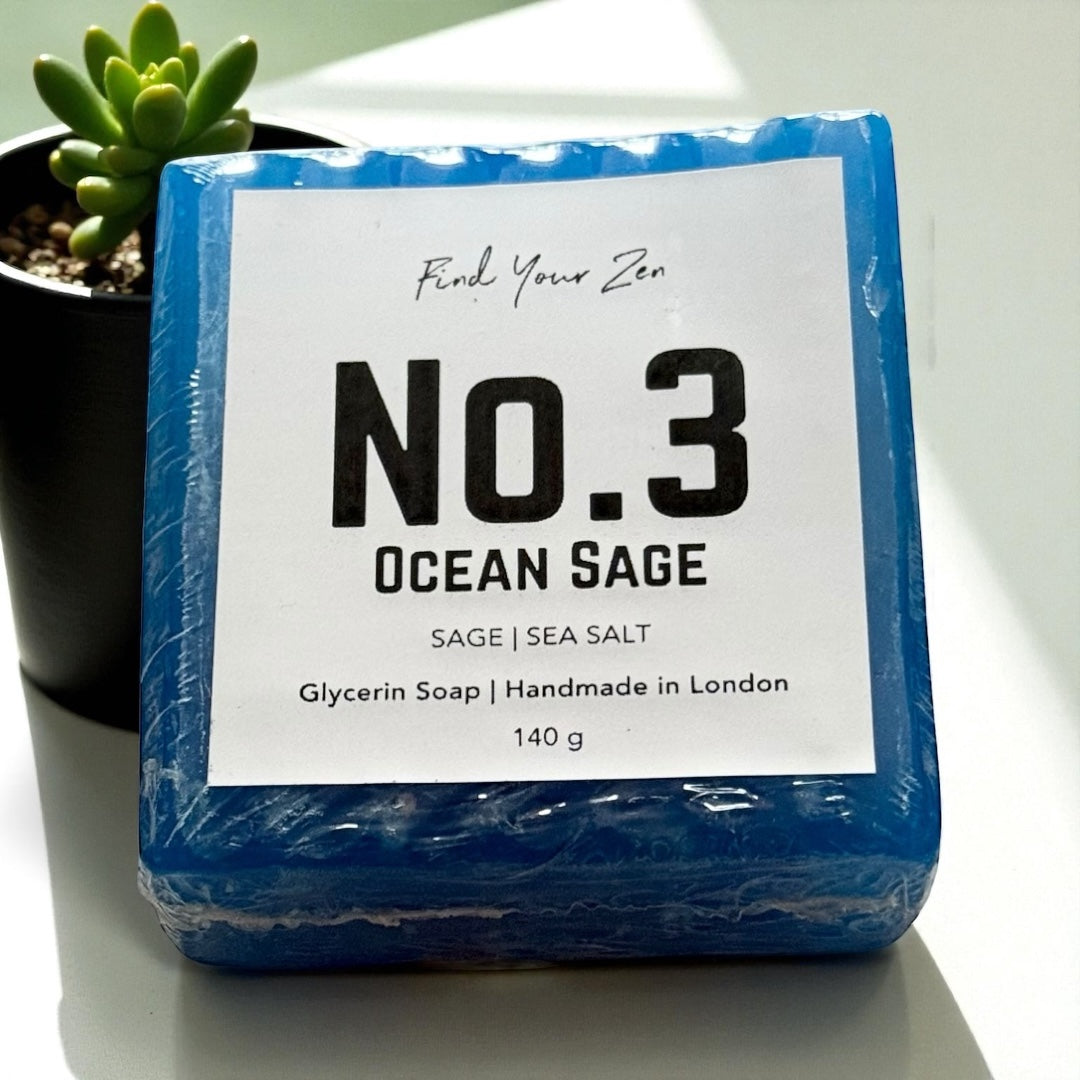 Find Your Zen
No.3
OCEAN SAGE
SAGE | SEA SALT
Glycerin Soap | Handmade in London
140 g